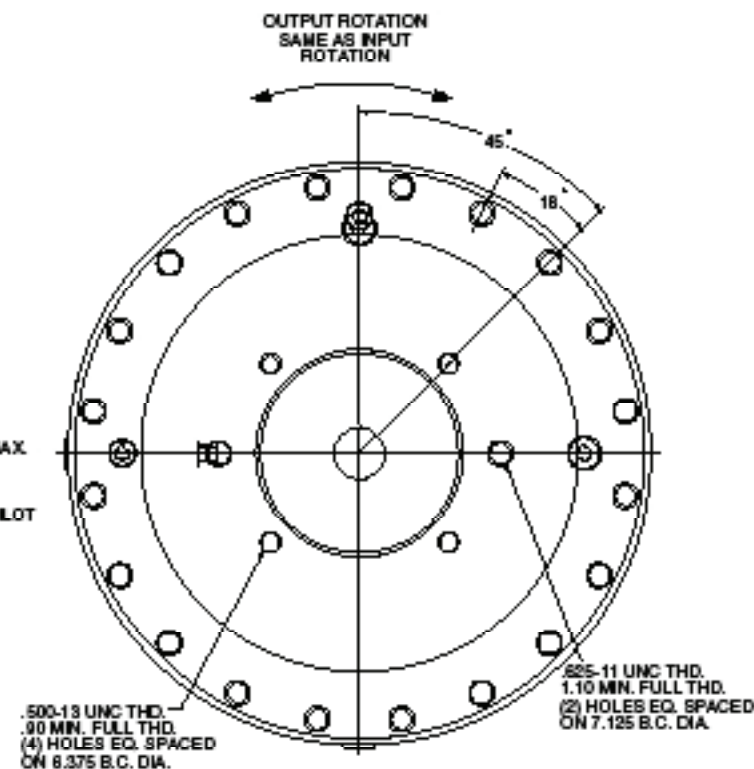 OUTPUT ROTATION
SAME AS INPUT
ROTATION
45°
18°
AX.
ILOT
.500-13 UNC THD.
.90 MIN. FULL THD.
(4) HOLES EQ. SPACED
ON 6.375 B.C. DIA.
.625-11 UNC THD.
1.10 MIN. FULL THD.
(2) HOLES EQ. SPACED
ON 7.125 B.C. DIA.